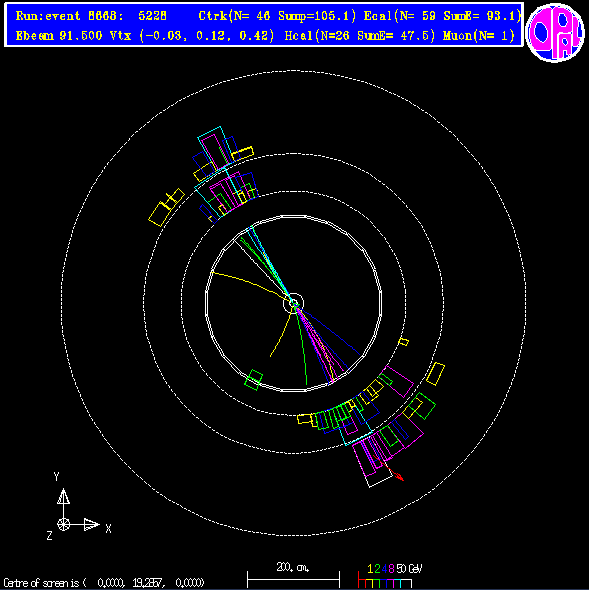 Run:event 8668: 5228 Ctrk(N= 46 Sump=105.1) Ecal(N= 59 SumE= 93.1)
Ebeam 91.500 Vtx (-0.03, 0.12, 0.42) Hcal(N=26 SumE= 47.5) Muon(N= 1)
OPAL
Y
X
Z
200. cm.
1 2 4 8 50 GeV
Centre of screen is ( 0.0000, 19.2857, 0.0000)